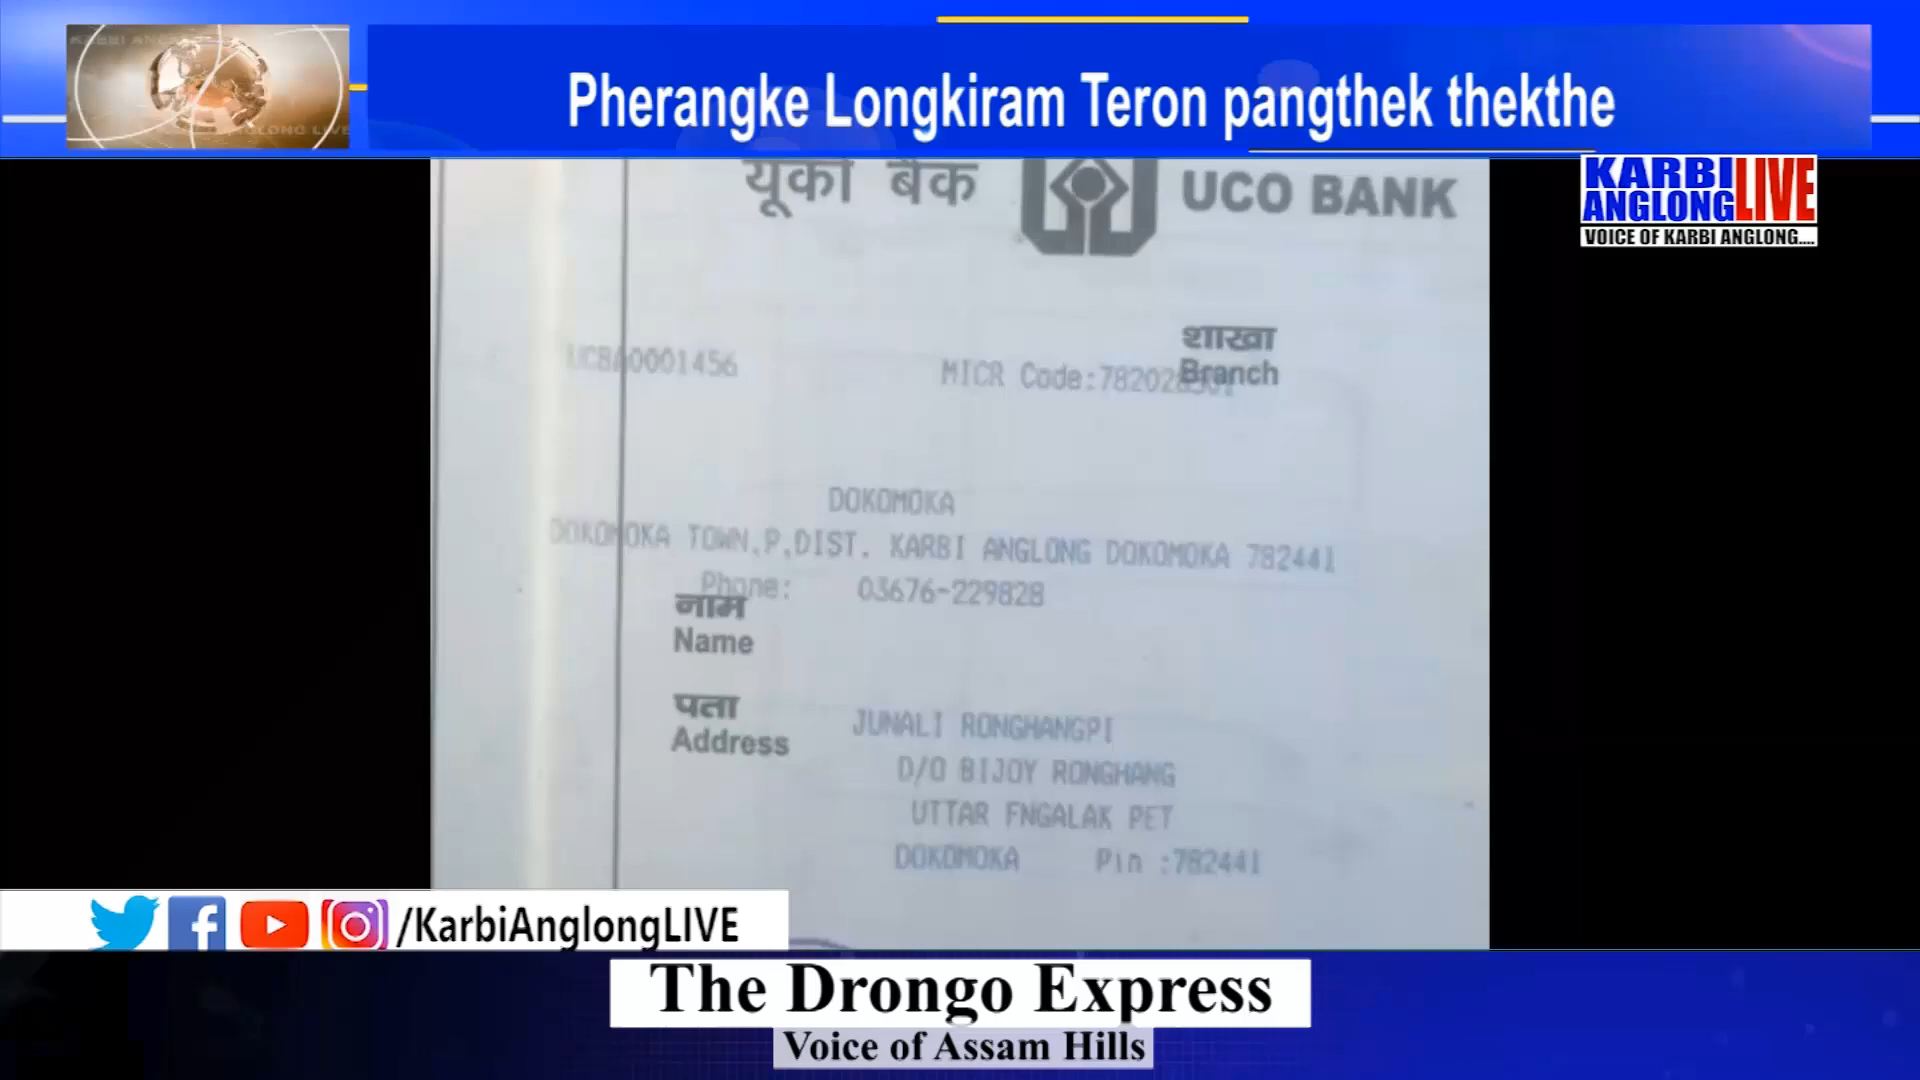 Pherangke Longkiram Teron pangthek thekthe
KARBI ANGLONG LIVE
VOICE OF KARBI ANGLONG....
यूको बैंक UCO BANK
शाखा
Branch
UCBA0001456 MICR Code:
DOKOMOKA
DOKOMOKA TOWN,P,DIST. KARBI ANGLONG DOKOMOKA 782441
Phone: 03676-229828
नाम
Name
पता
Address
JUNALI RONGHANGPI
D/O BIJOY RONGHANG
UTTAR FNGALAK PET
DOKOMOKA Pin :782441
/KarbiAnglongLIVE
The Drongo Express
Voice of Assam Hills